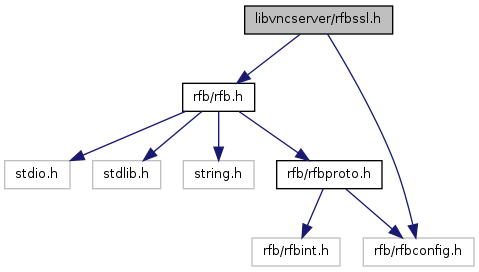 libvncserver/rfbssl.h
rfb/rfb.h
stdio.h
stdlib.h
string.h
rfb/rfbproto.h
rfb/rfbint.h
rfb/rfbconfig.h